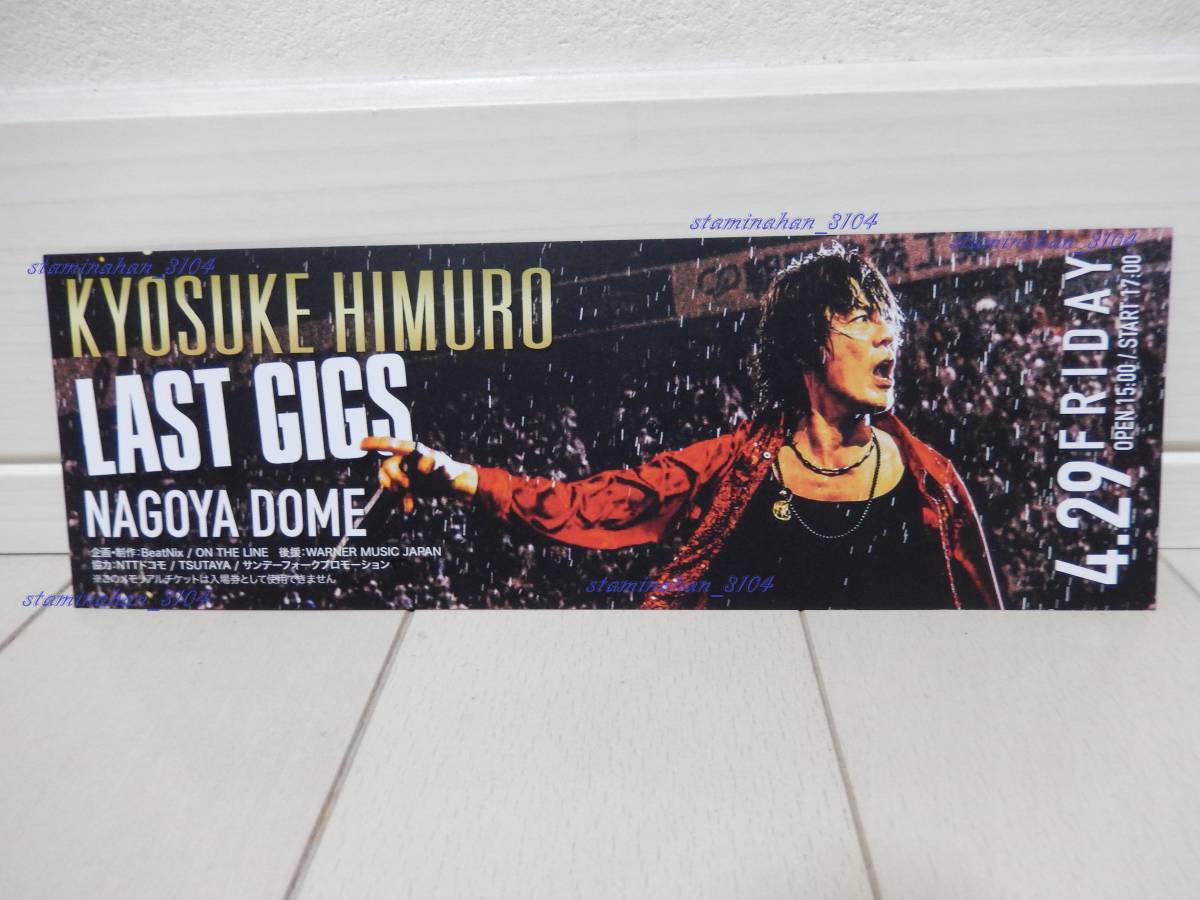 staminahan_3104
staminahan_3104
staminahan_3104
KYOSUKE HIMURO
LAST GIGS
NAGOYA DOME
企画・制作:BeatNix / ON THE LINE 後援:WARNER MUSIC JAPAN
協力:NTTドコモ / TSUTAYA / サンデーフォークプロモーション
※このメモリアルチケットは入場券として使用できません。
4.29 FRIDAY
OPEN 15:00 / START 17:00
staminahan_3104
staminahan_3104